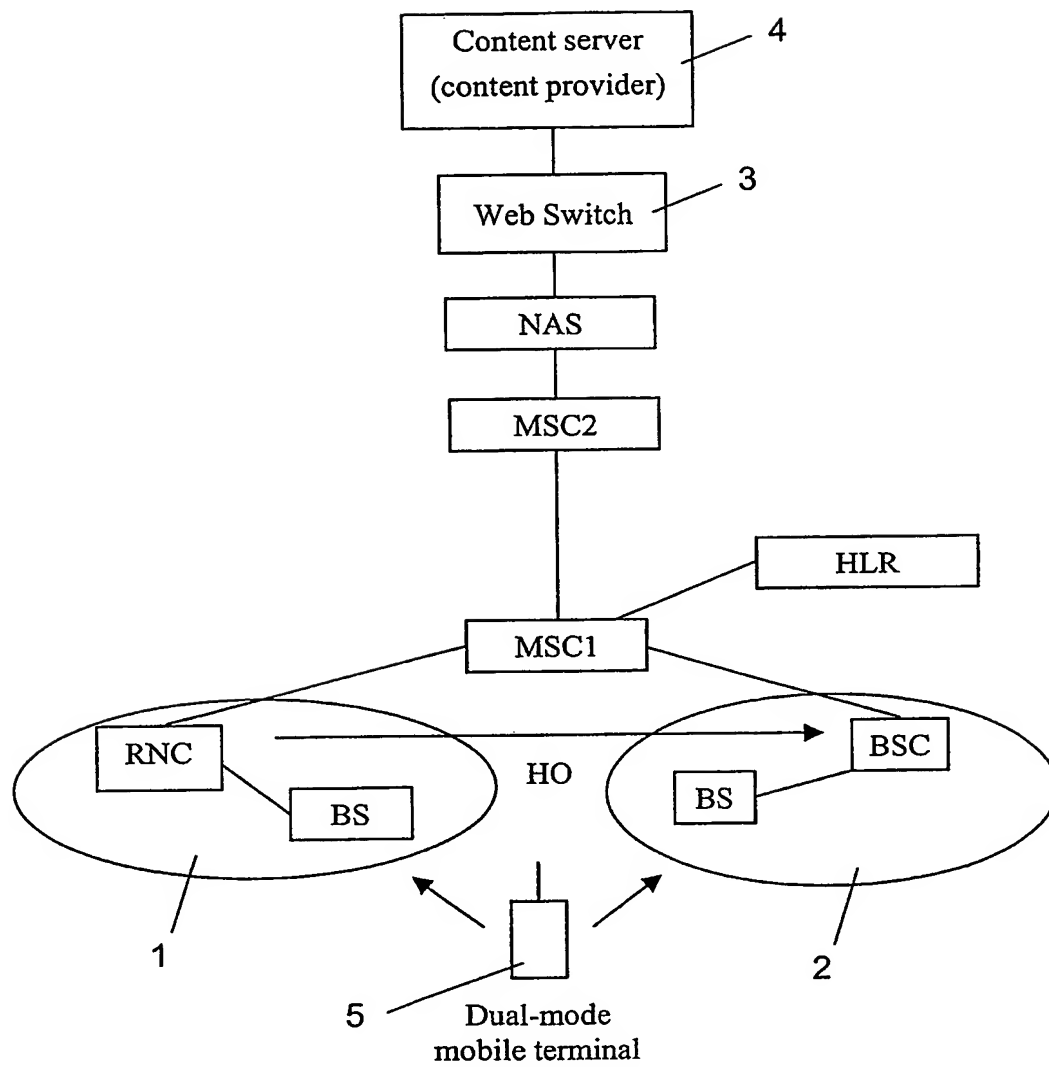 Content server
(content provider)
4
Web Switch
3
NAS
MSC2
HLR
MSC1
RNC
BS
HO
BSC
BS
1
2
5
Dual-mode
mobile terminal